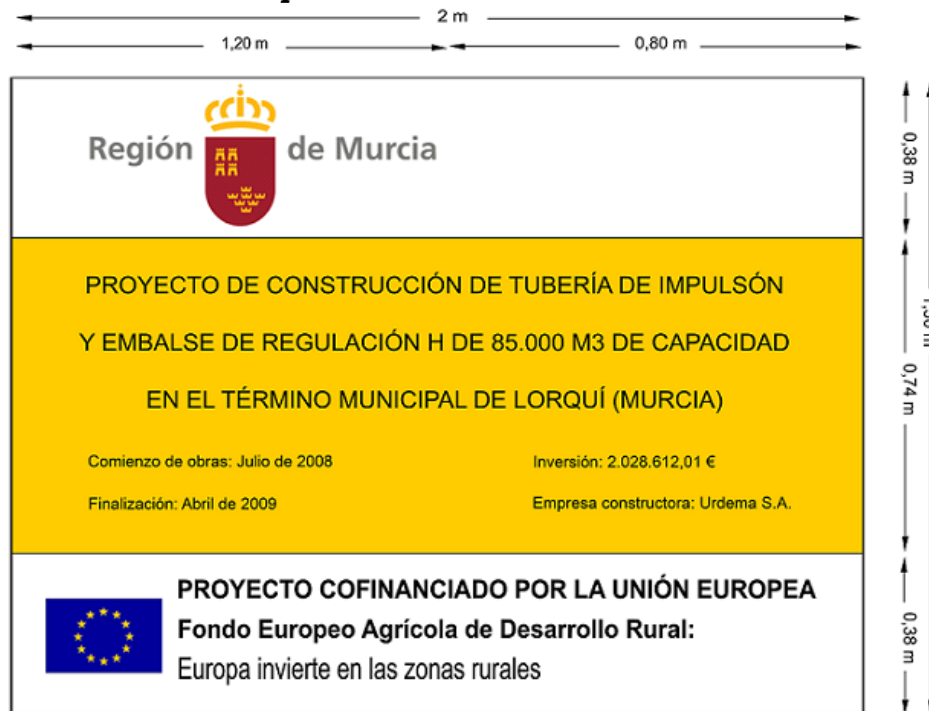 2 m
1,20 m 0,80 m
Región de Murcia
0,38 m
PROYECTO DE CONSTRUCCIÓN DE TUBERÍA DE IMPULSÓN
Y EMBALSE DE REGULACIÓN H DE 85.000 M3 DE CAPACIDAD
EN EL TÉRMINO MUNICIPAL DE LORQUÍ (MURCIA)
Comienzo de obras: Julio de 2008
Inversión: 2.028.612,01 €
Finalización: Abril de 2009
Empresa constructora: Urdema S.A.
0,74 m
PROYECTO COFINANCIADO POR LA UNIÓN EUROPEA
Fondo Europeo Agrícola de Desarrollo Rural:
Europa invierte en las zonas rurales
0,38 m